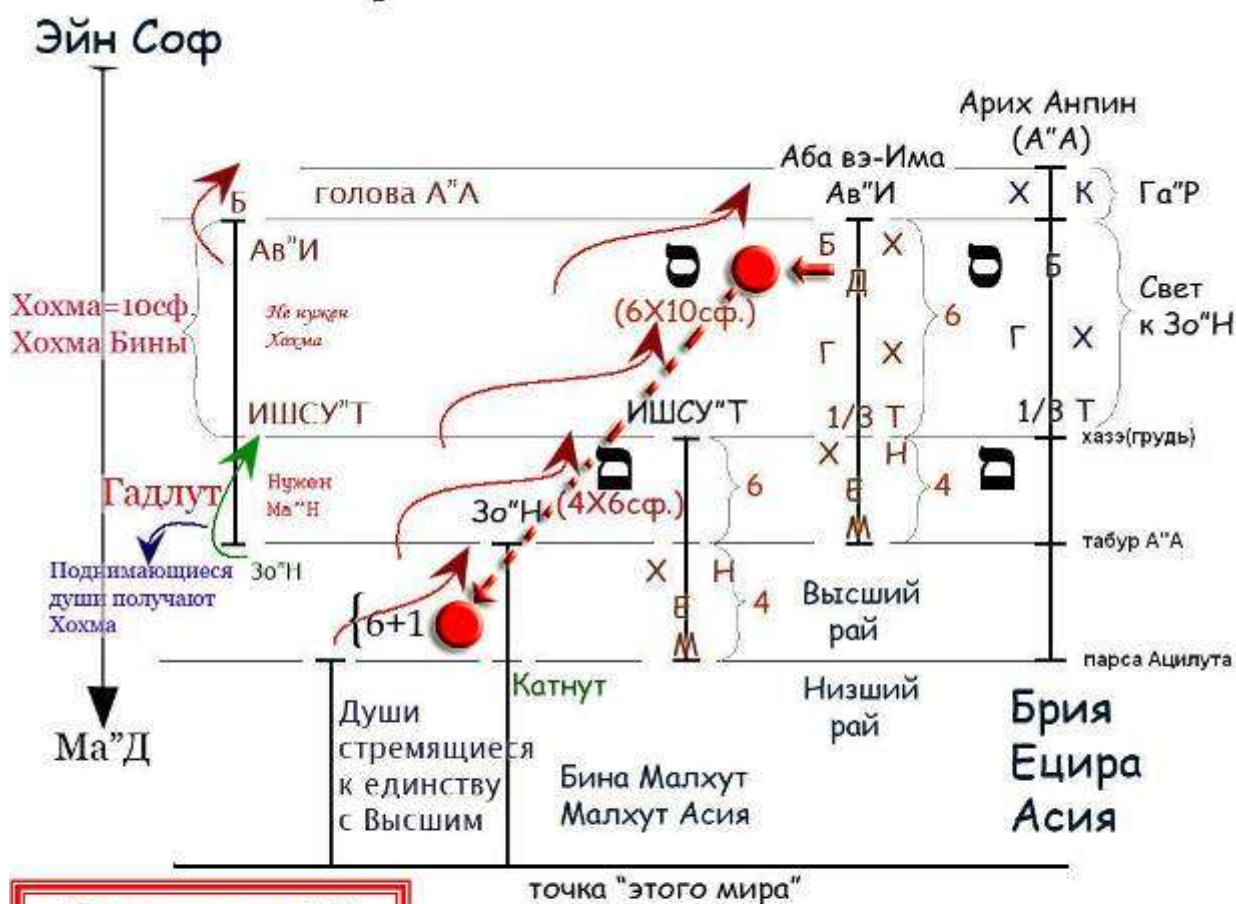 Эйн Соф
Арих Анпин
(А"А)
Аба вэ-Има
Ав"И
голова А"А
Б
Х К
Га"Р
Ав"И
Б Х
Д
ם
ם
Б
Свет
к Зо"Н
Хохма=10сф.
Хохма Бины
Не нужен
Хохма
(6Х10сф.)
6
Г Х
Г Х
ИШСУ"Т
ИШСУ"Т
1/3 Т
1/3 Т
хазэ(грудь)
Гадлут
Нужен
Ма"Н
ם
Х Н
Е
М
4
ם
6
Зо"Н
(4Х6сф.)
табур А"А
Поднимающиеся
души получают
Хохма
Зо"Н
{6+1
Х Н
Е
М
4
Высший
рай
парса Ацилута
Катнут
Низший
рай
Ма"Д
Души
стремящиеся
к единству
с Высшим
Бина Малхут
Малхут Асия
Брия
Ецира
Асия
точка "этого мира"